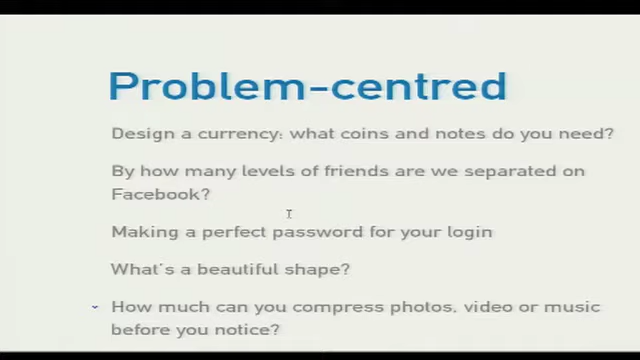 Problem-centred
Design a currency: what coins and notes do you need?
By how many levels of friends are we separated on
Facebook?
Making a perfect password for your login
What's a beautiful shape?
How much can you compress photos, video or music
before you notice?